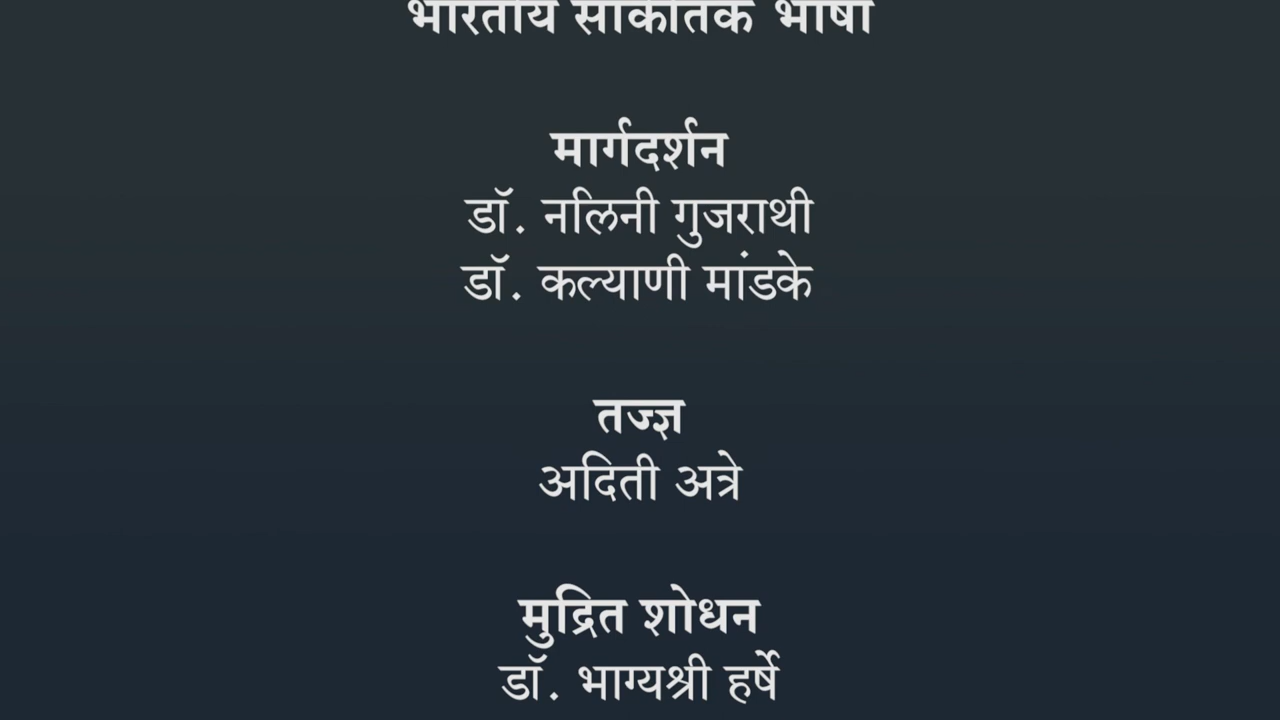 भारतीय सांकेतिक भाषा
मार्गदर्शन
डॉ. नलिनी गुजराथी
डॉ. कल्याणी मांडके
तज्ज्ञ
अदिती अत्रे
मुद्रित शोधन
डॉ. भाग्यश्री हर्षे